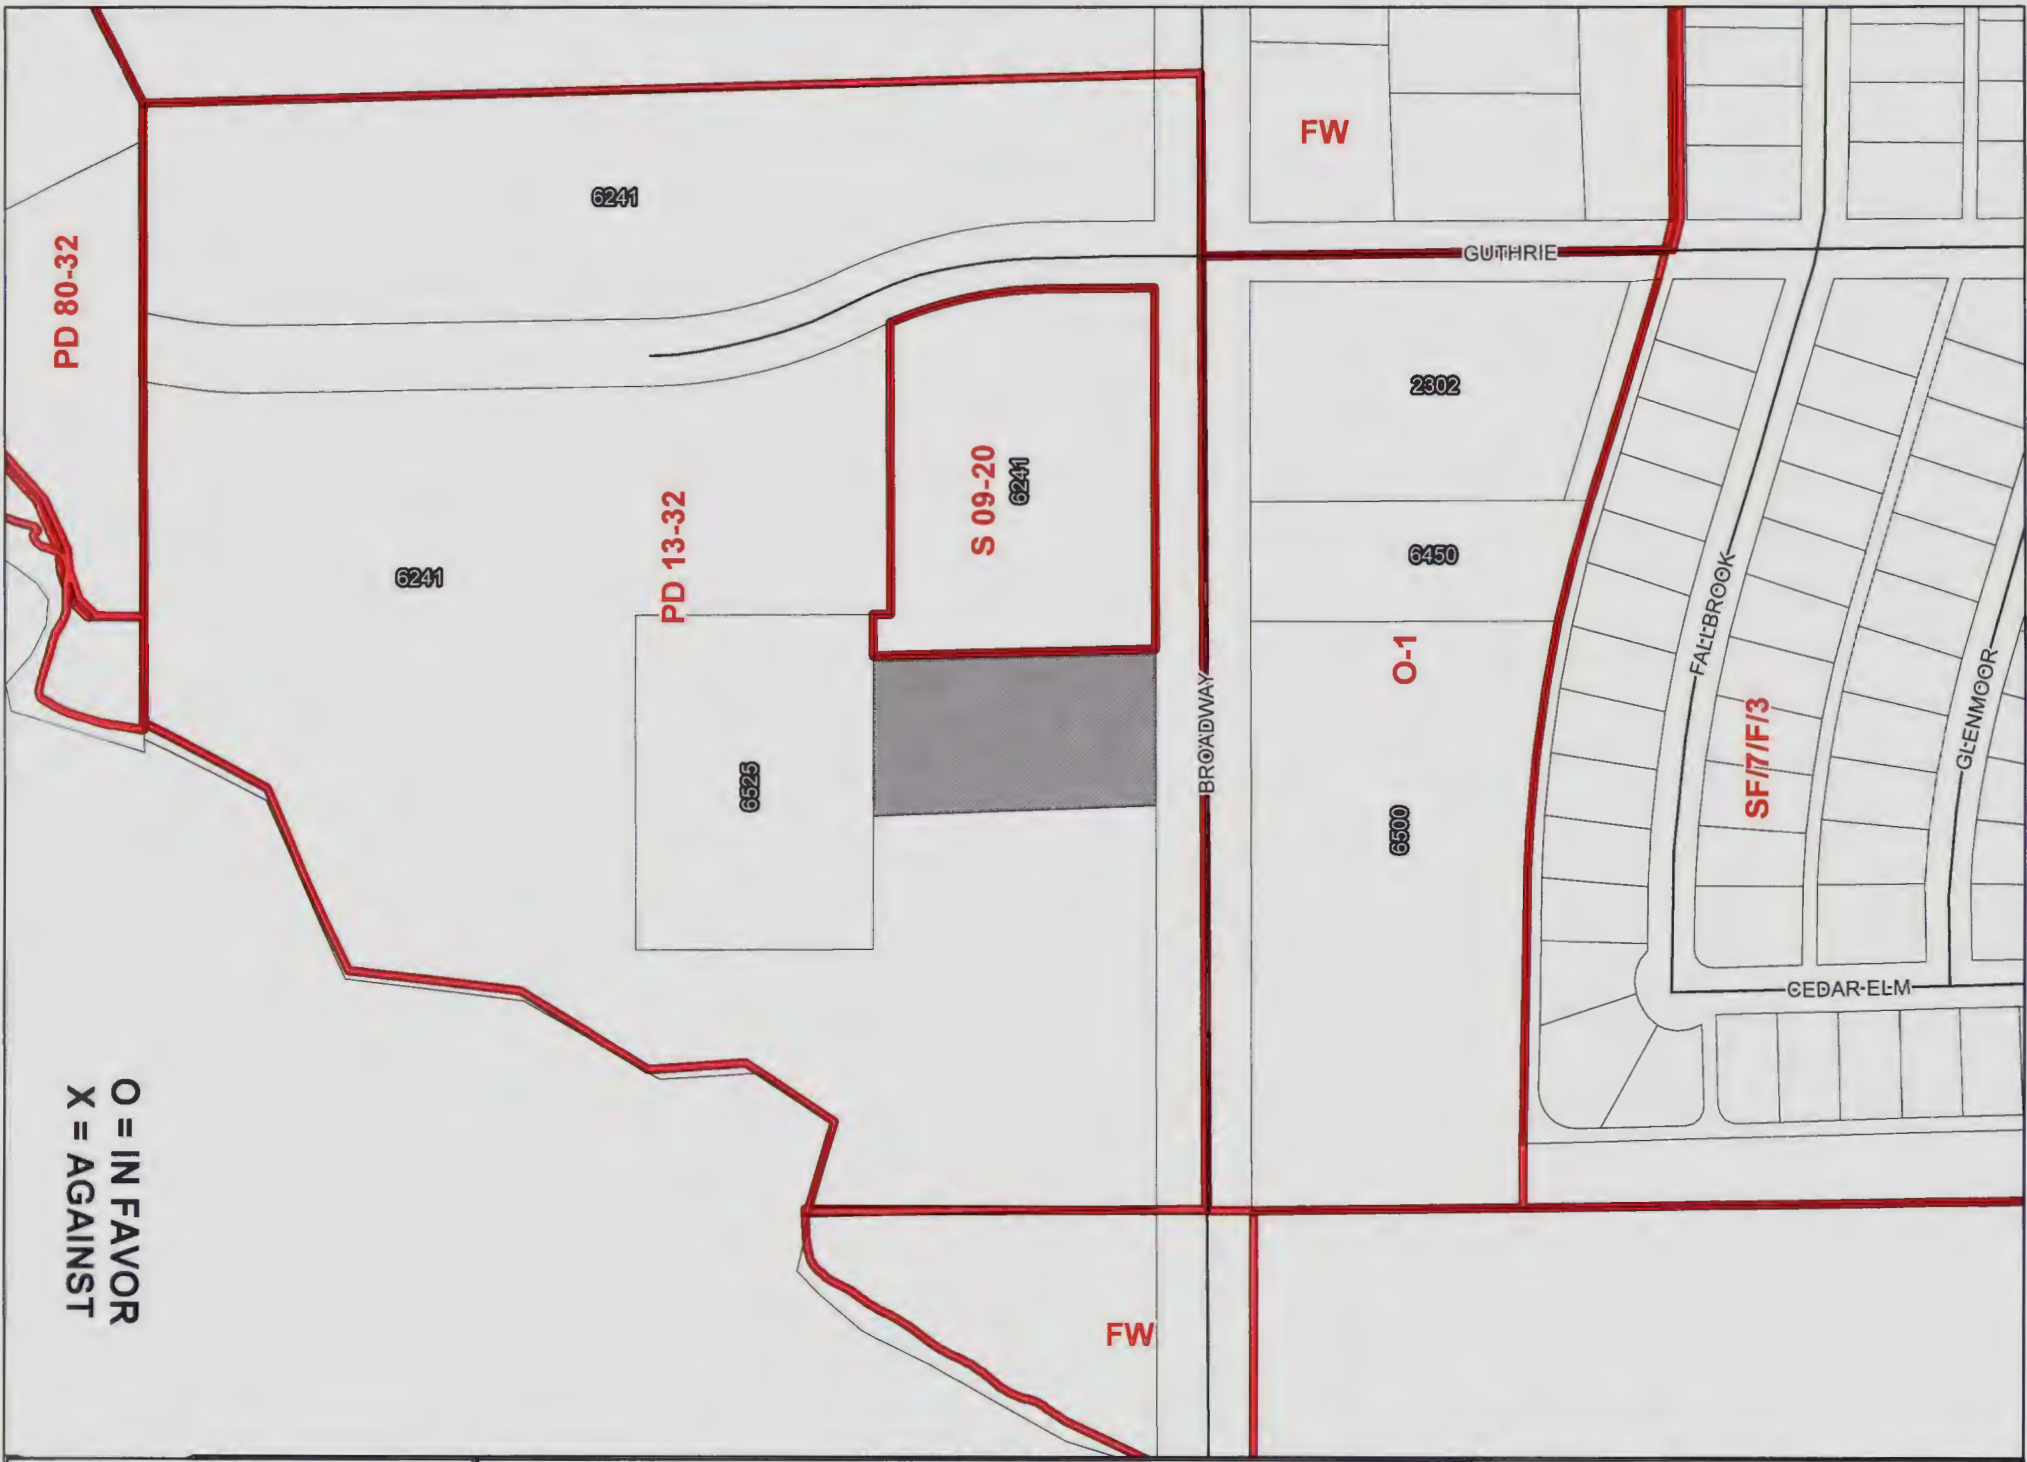 FW
6241
GUTHRIE
PD 80-32
2302
S 09-20
6241
PD 13-32
6450
6241
FALLBROOK
O-1
BROADWAY
GLENMOOR
SF/7/F/3
6525
6500
CEDAR ELM
O = IN FAVOR
X = AGAINST
FW